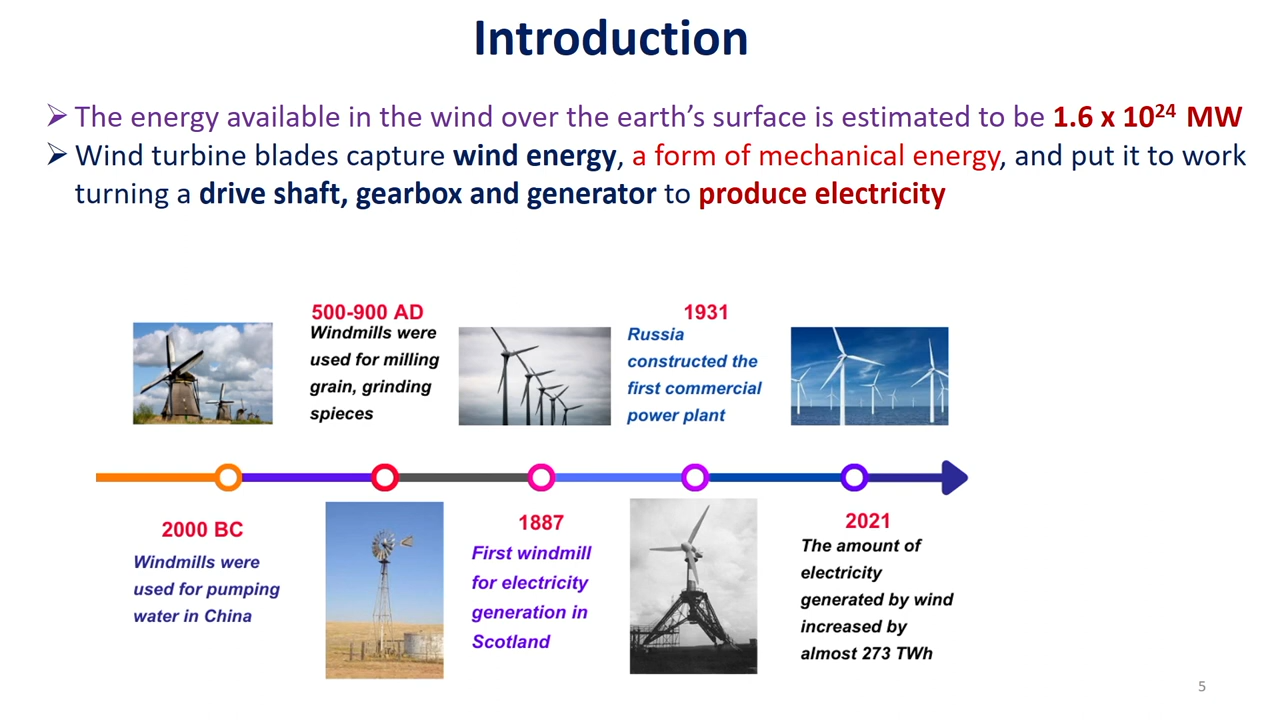 Introduction
➢ The energy available in the wind over the earth’s surface is estimated to be 1.6 x 10²⁴ MW
➢ Wind turbine blades capture wind energy, a form of mechanical energy, and put it to work
turning a drive shaft, gearbox and generator to produce electricity
500-900 AD
Windmills were
used for milling
grain, grinding
spieces
1931
Russia
constructed the
first commercial
power plant
2000 BC
Windmills were
used for pumping
water in China
1887
First windmill
for electricity
generation in
Scotland
2021
The amount of
electricity
generated by wind
increased by
almost 273 TWh
5